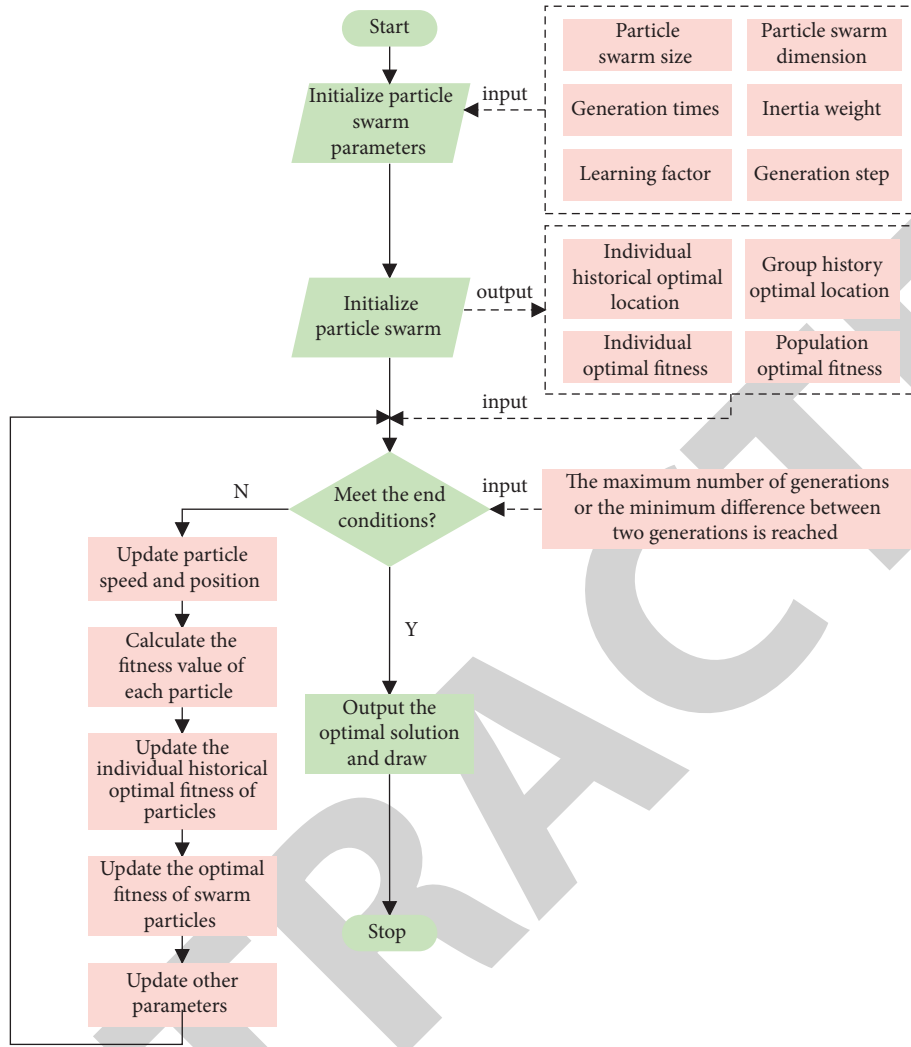 Start
Initialize particle
swarm
parameters
input
Particle
swarm size
Particle swarm
dimension
Generation times
Inertia weight
Learning factor
Generation step
Initialize
particle swarm
output
Individual
historical optimal
location
Group history
optimal location
Individual
optimal fitness
Population
optimal fitness
input
Meet the end
conditions?
input
The maximum number of generations
or the minimum difference between
two generations is reached
N
Update particle
speed and position
Calculate the
fitness value of
each particle
Update the
individual historical
optimal fitness of
particles
Update the optimal
fitness of swarm
particles
Update other
parameters
Y
Output the
optimal solution
and draw
Stop
TRACT